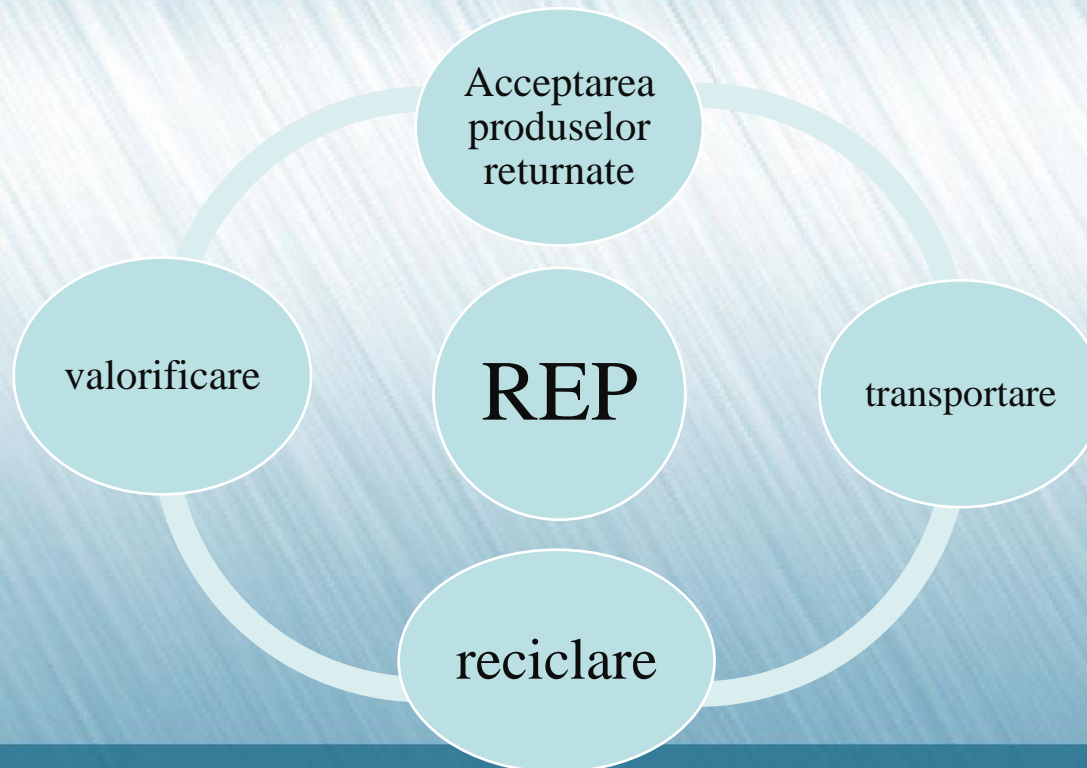 Acceptarea
produselor
returnate
valorificare
REP
transportare
reciclare